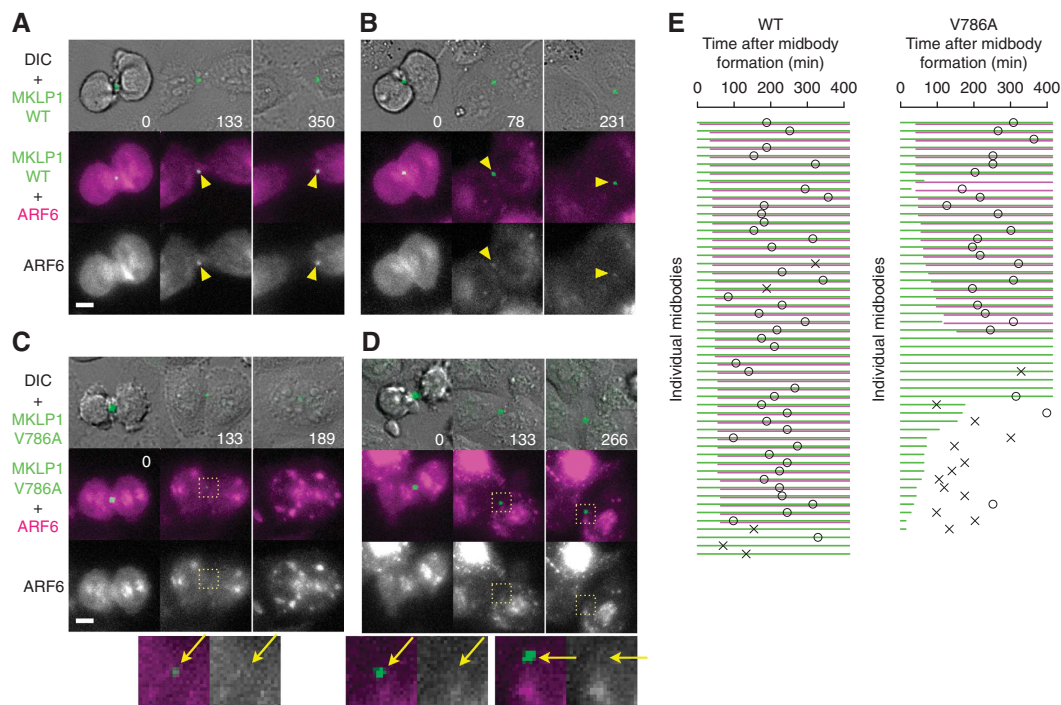 A
DIC
+
MKLP1
WT
0
133
350
MKLP1
WT
+
ARF6
ARF6
B
0
78
231
C
DIC
+
MKLP1
V786A
133
189
0
MKLP1
V786A
+
ARF6
ARF6
D
0
133
266
E
WT
Time after midbody
formation (min)
0 100 200 300 400
Individual midbodies
V786A
Time after midbody
formation (min)
0 100 200 300 400
Individual midbodies